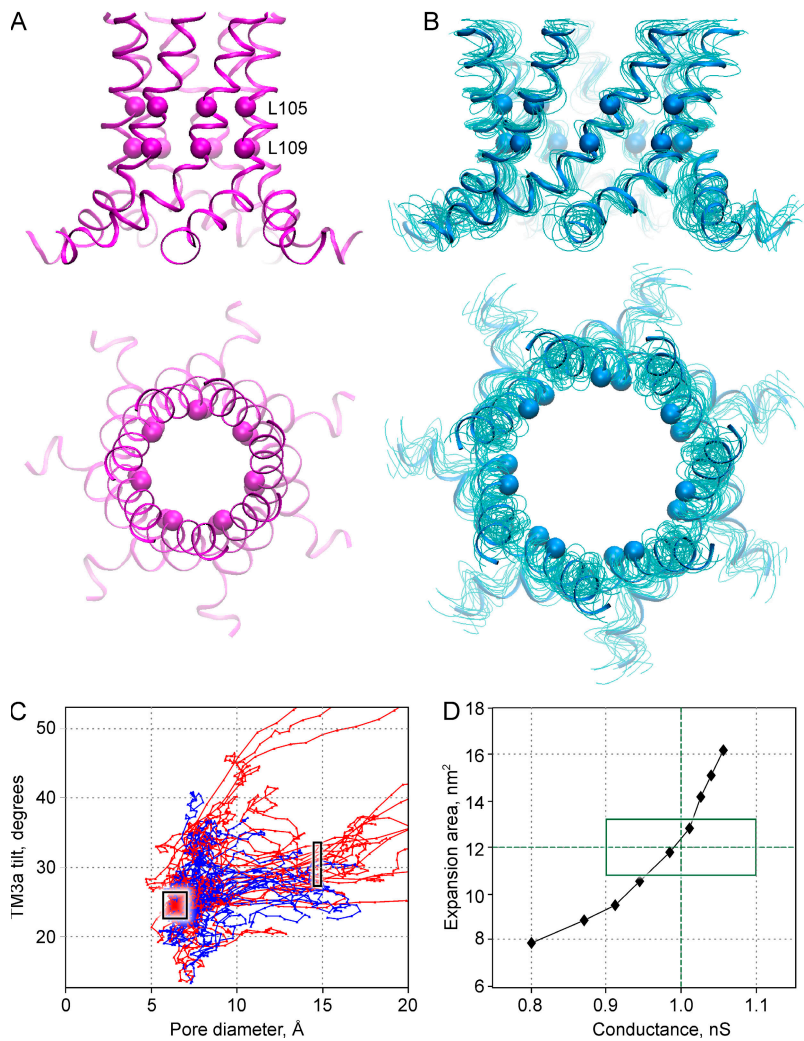 A
B
L105
L109
C
TM3a tilt, degrees
50
40
30
20
0
5
10
15
20
Pore diameter, Å
D
Expansion area, nm²
18
16
14
12
10
8
6
0.8
0.9
1.0
1.1
Conductance, nS